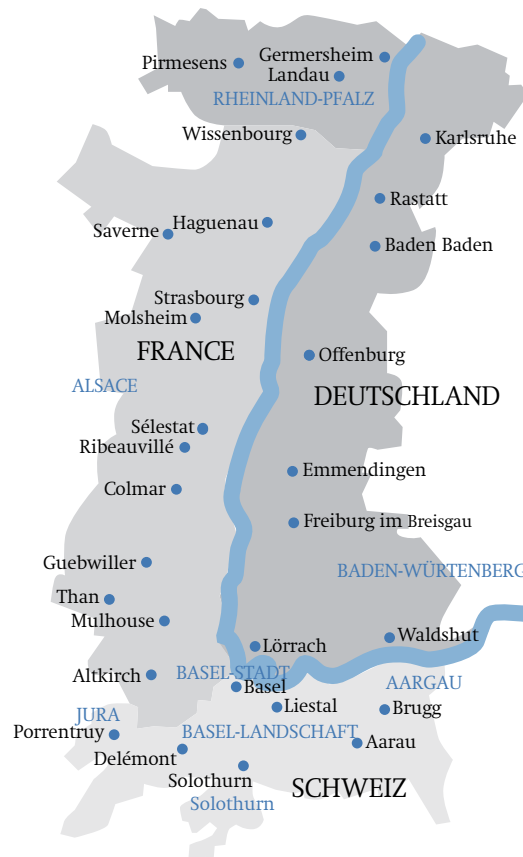 Germersheim
Pirmesens
Landau
RHEINLAND-PFALZ
Wissenbourg
Karlsruhe
Rastatt
Haguenau
Saverne
Baden Baden
Strasbourg
Molsheim
FRANCE
Offenburg
ALSACE
DEUTSCHLAND
Sélestat
Ribeauvillé
Emmendingen
Colmar
Freiburg im Breisgau
Guebwiller
BADEN-WÜRTENBERG
Than
Mulhouse
Waldshut
Lörrach
BASEL-STADT
Altkirch
AARGAU
Basel
Liestal
Brugg
JURA
Porrentruy
BASEL-LANDSCHAFT
Aarau
Delémont
Solothurn
SCHWEIZ
Solothurn